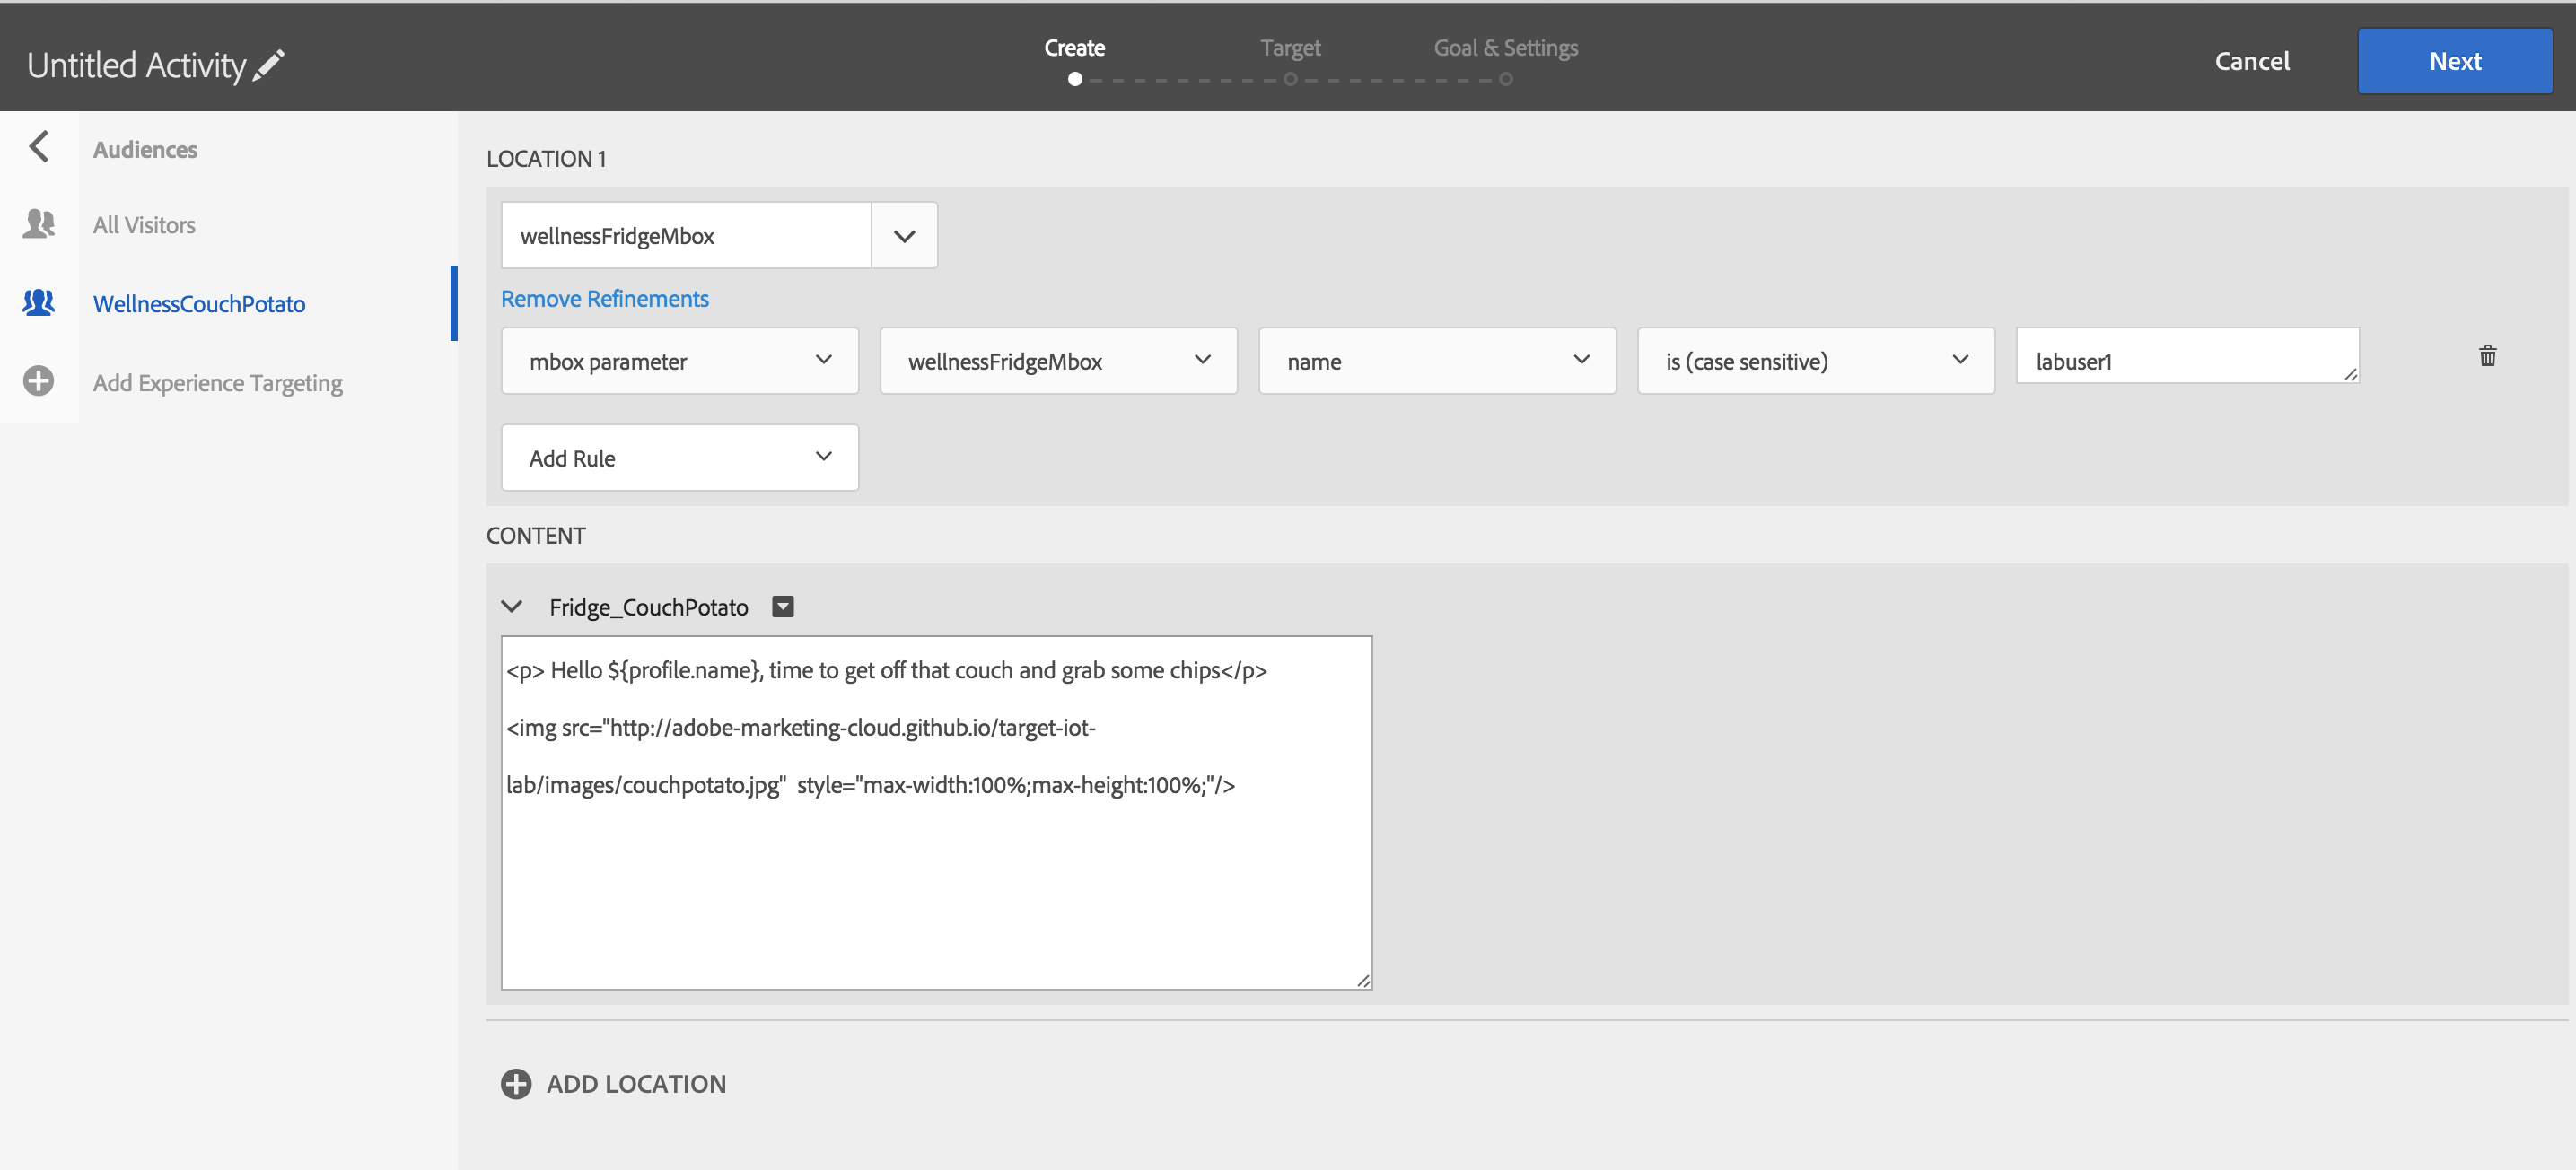 Untitled Activity
Create
Target
Goal & Settings
Cancel
Next
Audiences
All Visitors
WellnessCouchPotato
Add Experience Targeting
LOCATION 1
wellnessFridgeMbox
Remove Refinements
mbox parameter
wellnessFridgeMbox
name
is (case sensitive)
labuser1
Add Rule
CONTENT
Fridge_CouchPotato
<p> Hello ${profile.name}, time to get off that couch and grab some chips</p>
<img src="http://adobe-marketing-cloud.github.io/target-iot-
lab/images/couchpotato.jpg"  style="max-width:100%;max-height:100%;"/>
ADD LOCATION